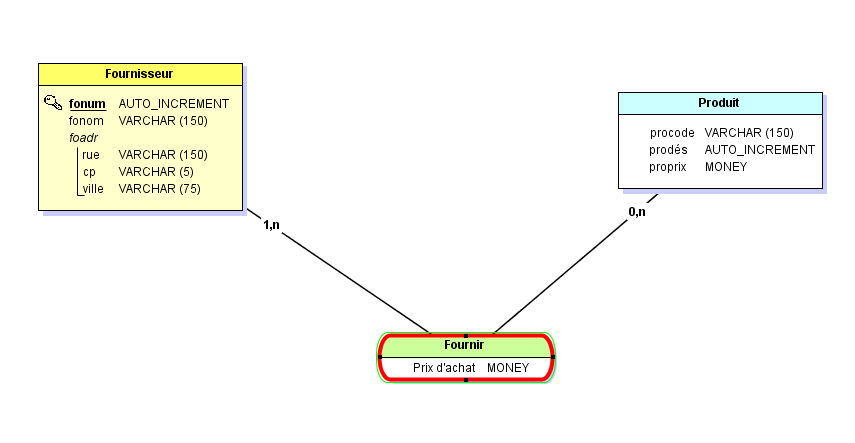 Fournisseur
fonum AUTO_INCREMENT
fonom VARCHAR (150)
foadr
rue VARCHAR (150)
cp VARCHAR (5)
ville VARCHAR (75)
Produit
procode VARCHAR (150)
prodés AUTO_INCREMENT
proprix MONEY
1,n
0,n
Fournir
Prix d'achat MONEY